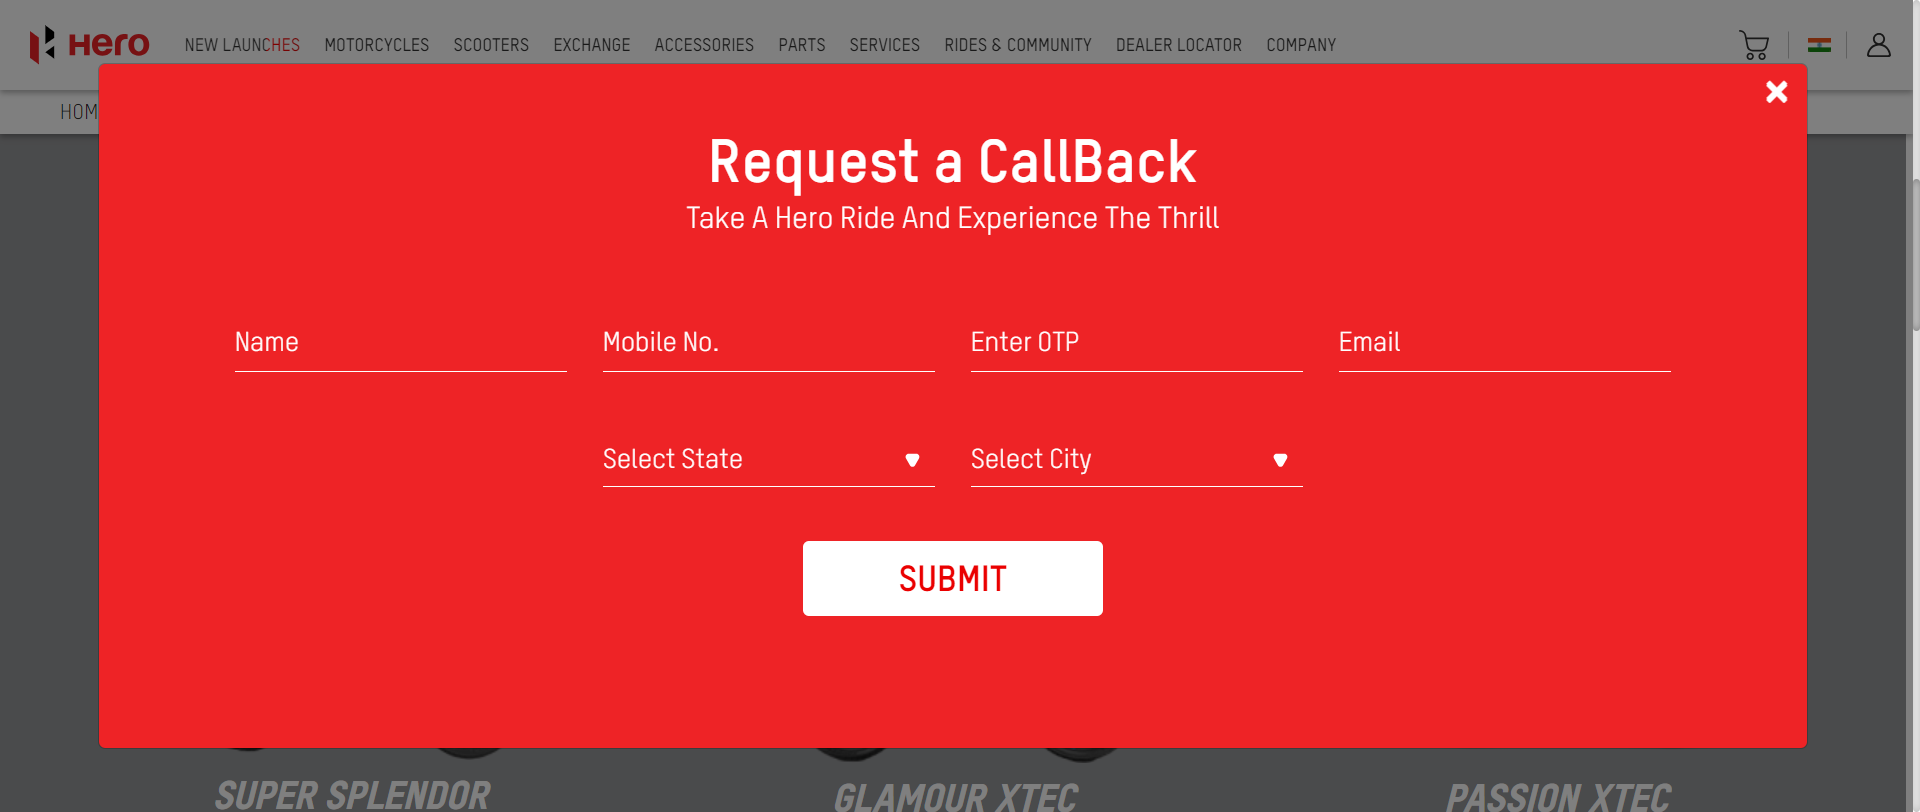 Hero NEW LAUNCHES MOTORCYCLES SCOOTERS EXCHANGE ACCESSORIES PARTS SERVICES RIDES & COMMUNITY DEALER LOCATOR COMPANY
HOM
Request a CallBack
Take A Hero Ride And Experience The Thrill
Name Mobile No. Enter OTP Email
Select State Select City
SUBMIT
SUPER SPLENDOR GLAMOUR XTEC PASSION XTEC